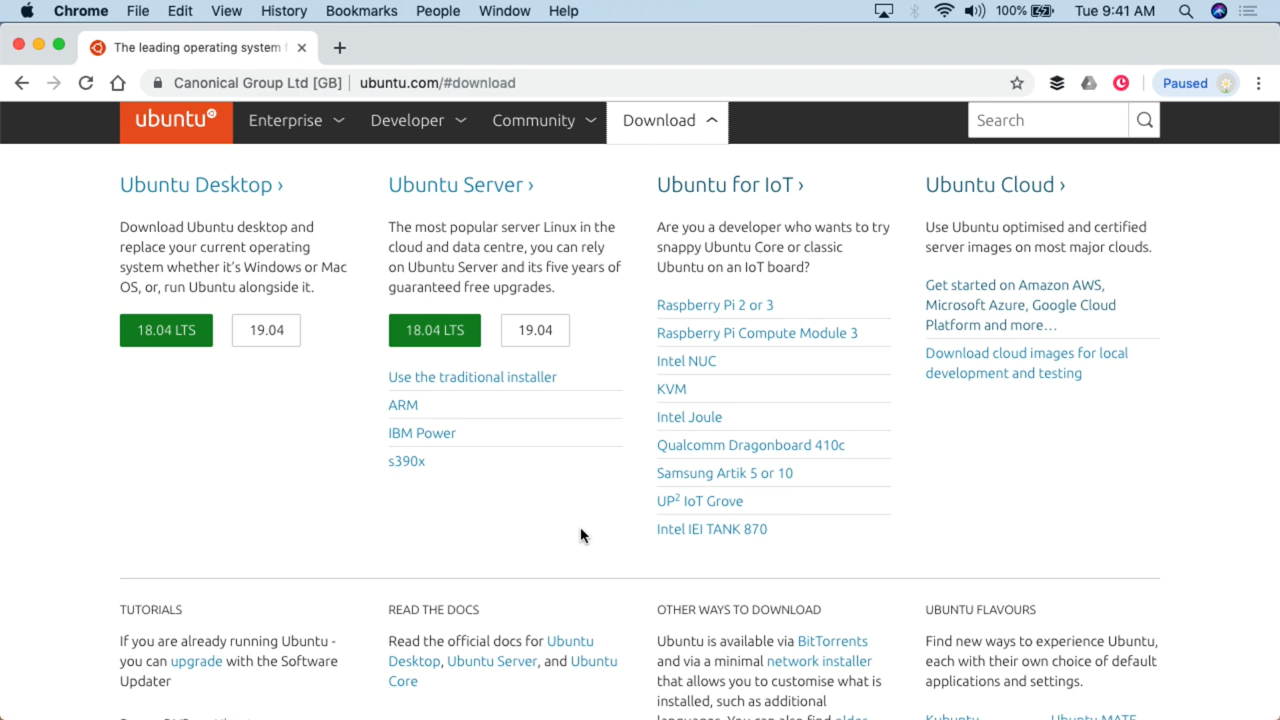 Chrome File Edit View History Bookmarks People Window Help 100% Tue 9:41 AM
The leading operating system f
Canonical Group Ltd [GB] ubuntu.com/#download Paused
ubuntu Enterprise Developer Community Download Search
Ubuntu Desktop ›
Download Ubuntu desktop and
replace your current operating
system whether it’s Windows or Mac
OS, or, run Ubuntu alongside it.
18.04 LTS 19.04
Ubuntu Server ›
The most popular server Linux in the
cloud and data centre, you can rely
on Ubuntu Server and its five years of
guaranteed free upgrades.
18.04 LTS 19.04
Use the traditional installer
ARM
IBM Power
s390x
Ubuntu for IoT ›
Are you a developer who wants to try
snappy Ubuntu Core or classic
Ubuntu on an IoT board?
Raspberry Pi 2 or 3
Raspberry Pi Compute Module 3
Intel NUC
KVM
Intel Joule
Qualcomm Dragonboard 410c
Samsung Artik 5 or 10
UP² IoT Grove
Intel IEI TANK 870
Ubuntu Cloud ›
Use Ubuntu optimised and certified
server images on most major clouds.
Get started on Amazon AWS,
Microsoft Azure, Google Cloud
Platform and more…
Download cloud images for local
development and testing
TUTORIALS
If you are already running Ubuntu -
you can upgrade with the Software
Updater
READ THE DOCS
Read the official docs for Ubuntu
Desktop, Ubuntu Server, and Ubuntu
Core
OTHER WAYS TO DOWNLOAD
Ubuntu is available via BitTorrents
and via a minimal network installer
that allows you to customise what is
installed, such as additional
languages. You can also find older
UBUNTU FLAVOURS
Find new ways to experience Ubuntu,
each with their own choice of default
applications and settings.
Kubuntu Ubuntu MATE